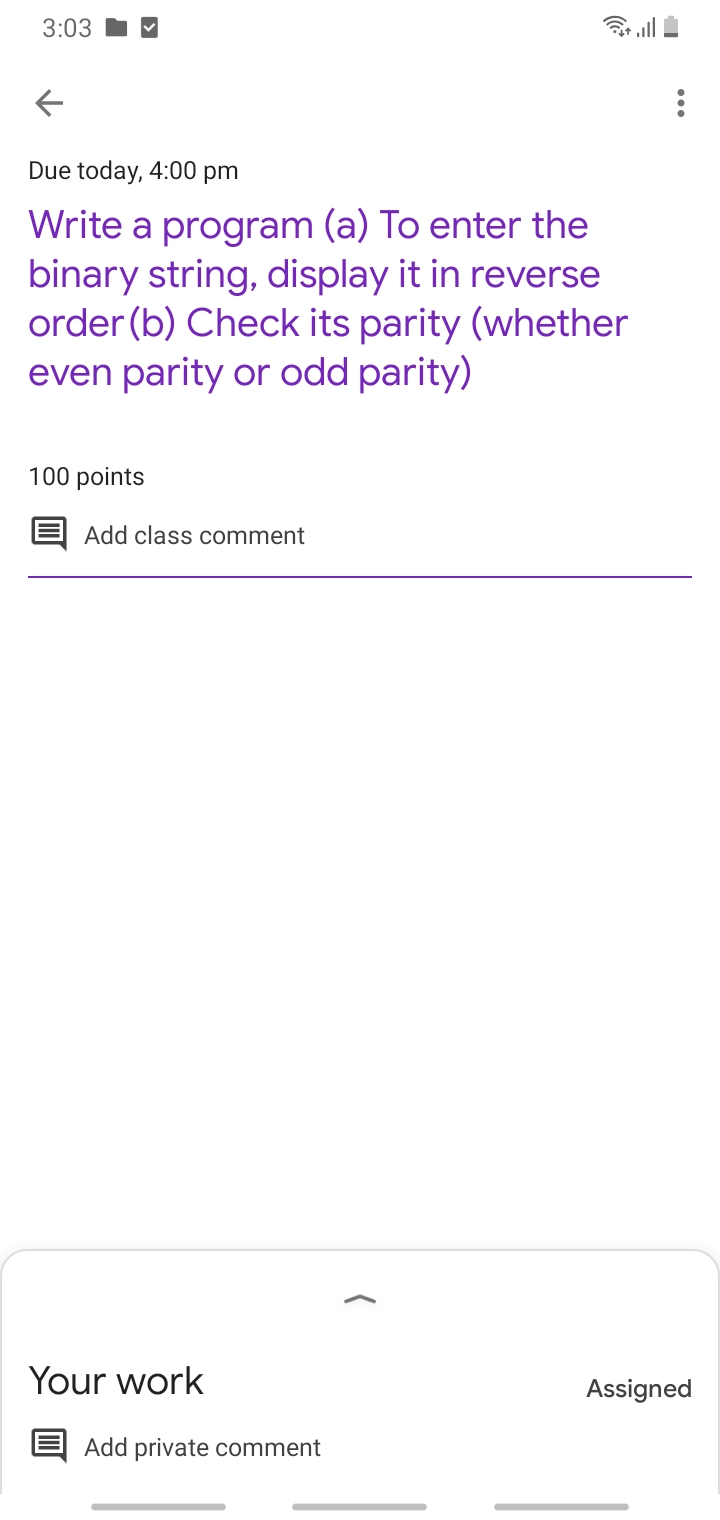 3:03
Due today, 4:00 pm
Write a program (a) To enter the
binary string, display it in reverse
order(b) Check its parity (whether
even parity or odd parity)
100 points
Add class comment
Your work
Assigned
Add private comment